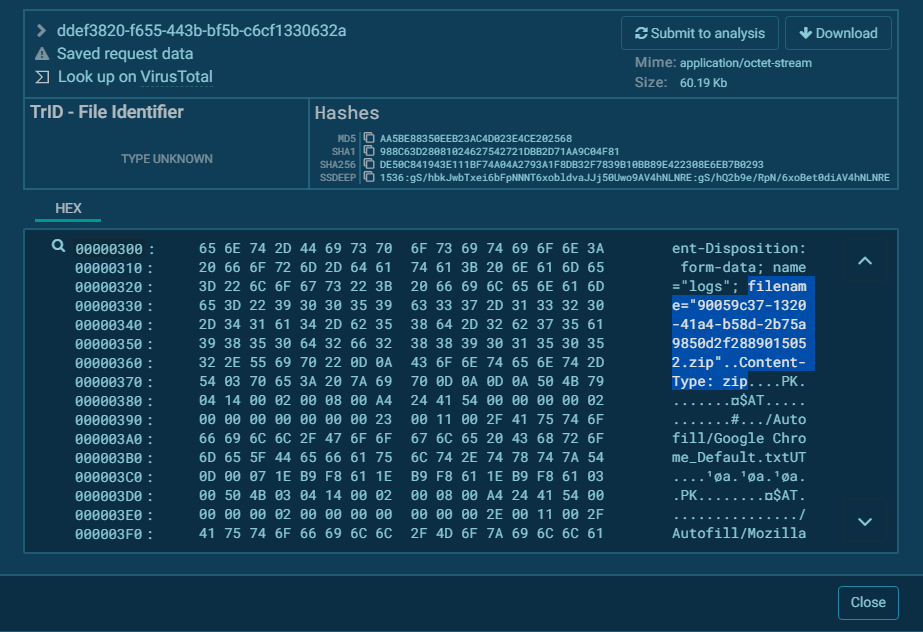 ddef3820-f655-443b-bf5b-c6cf1330632a
Saved request data
Look up on VirusTotal
Submit to analysis
Download
Mime: application/octet-stream
Size: 60.19 Kb
TrID - File Identifier
TYPE UNKNOWN
Hashes
MD5 AA5BE88350EEB23AC4D023E4CE202568
SHA1 988C63D28081024627542721DBB2D71AA9C04F81
SHA256 DE50C841943E111BF74A04A2793A1F8DB32F7839B10BB89E422308E6EB7B0293
SSDEEP 1536:gS/hbkJwbTxei6bFpNNNT6xobldvaJJj50Uwo9AV4hNLNRE:gS/hQ2b9e/RpN/6xoBet0diAV4hNLNRE
HEX
00000300 : 65 6E 74 2D 44 69 73 70 6F 73 69 74 69 6F 6E 3A ent-Disposition:
00000310 : 20 66 6F 72 6D 2D 64 61 74 61 3B 20 6E 61 6D 65 form-data; name
00000320 : 3D 22 6C 6F 67 73 22 3B 20 66 69 6C 65 6E 61 6D ="logs"; filenam
00000330 : 65 3D 22 39 30 30 35 39 63 33 37 2D 31 33 32 30 e="90059c37-1320
00000340 : 2D 34 31 61 34 2D 62 35 38 64 2D 32 62 37 35 61 -41a4-b58d-2b75a
00000350 : 39 38 35 30 64 32 66 32 38 38 39 30 31 35 30 35 9850d2f288901505
00000360 : 32 2E 55 69 70 22 0D 0A 43 6F 6E 74 65 6E 74 2D 2.zip"..Content-
00000370 : 54 03 70 65 3A 20 7A 69 70 0D 0A 0D 0A 50 4B 79 Type: zip....PK.
00000380 : 04 14 00 02 00 08 00 A4 24 41 54 00 00 00 00 02 .......¤$AT.....
00000390 : 00 00 00 00 00 00 00 23 00 11 00 2F 41 75 74 6F .......#.../Auto
000003A0 : 66 69 6C 6C 2F 47 6F 6F 67 6C 65 20 43 68 72 6F fill/Google Chro
000003B0 : 6D 65 5F 44 65 66 61 75 6C 74 2E 74 78 74 7A 54 me_Default.txtUT
000003C0 : 0D 00 07 1E B9 F8 61 1E B9 F8 61 1E B9 F8 61 03 ....¹øa.¹øa.¹øa.
000003D0 : 00 50 4B 03 04 14 00 02 00 08 00 A4 24 41 54 00 .PK........¤$AT.
000003E0 : 00 00 00 02 00 00 00 00 00 00 00 2E 00 11 00 2F .............../
000003F0 : 41 75 74 6F 66 69 6C 6C 2F 4D 6F 7A 69 6C 6C 61 Autofill/Mozilla
Close